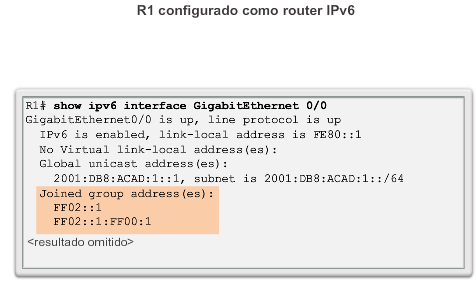 R1 configurado como router IPv6
R1# show ipv6 interface GigabitEthernet 0/0
GigabitEthernet0/0 is up, line protocol is up
IPv6 is enabled, link-local address is FE80::1
No Virtual link-local address(es):
Global unicast address(es):
2001:DB8:ACAD:1::1, subnet is 2001:DB8:ACAD:1::/64
Joined group address(es):
FF02::1
FF02::1:FF00:1
<resultado omitido>